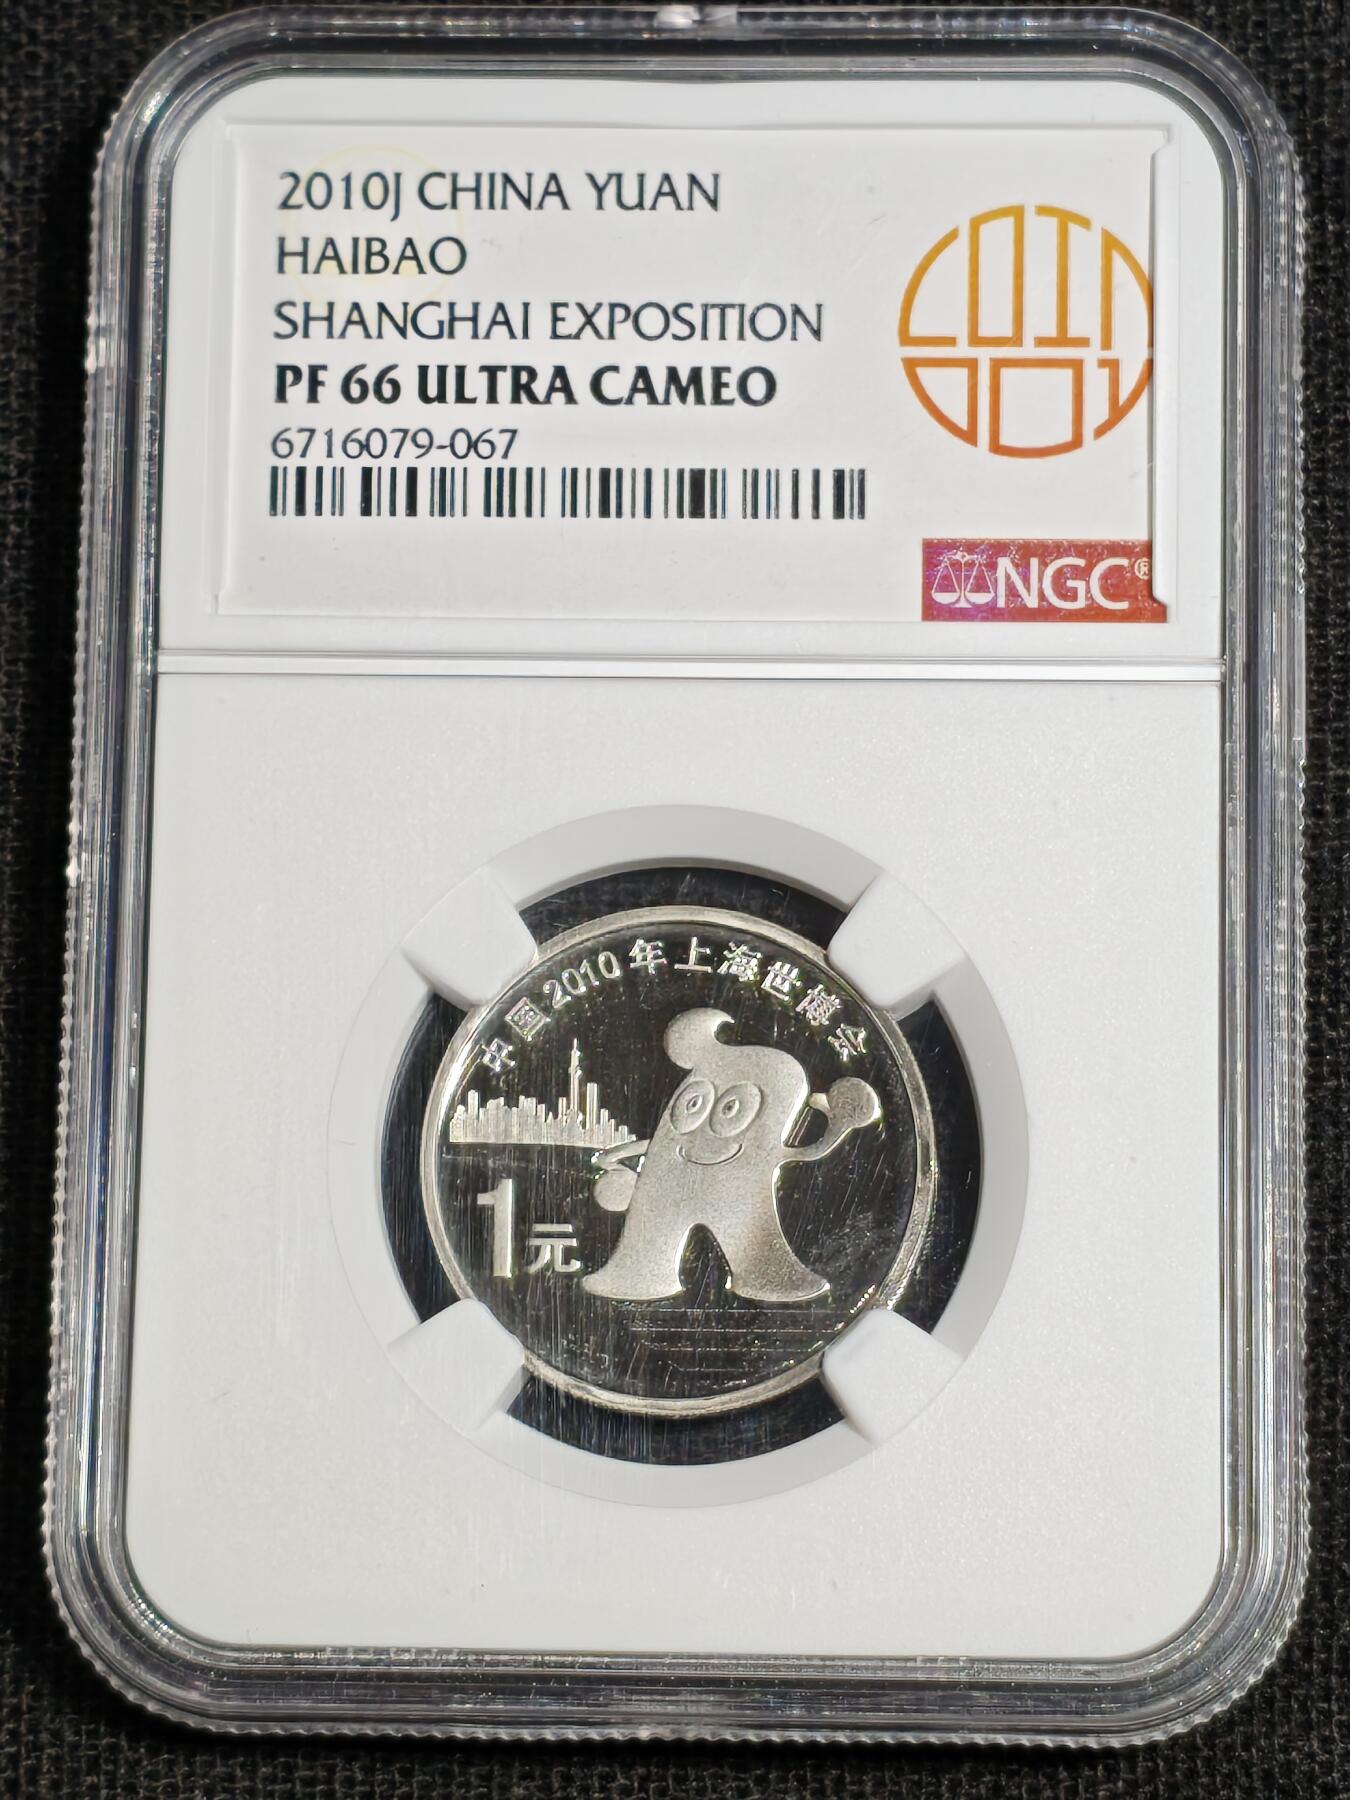 2010J CHINA YUAN
HAIBAO
SHANGHAI EXPOSITION
PF 66 ULTRA CAMEO
6716079-067
COIN
001
NGC®
中国2010年上海世博会
1元